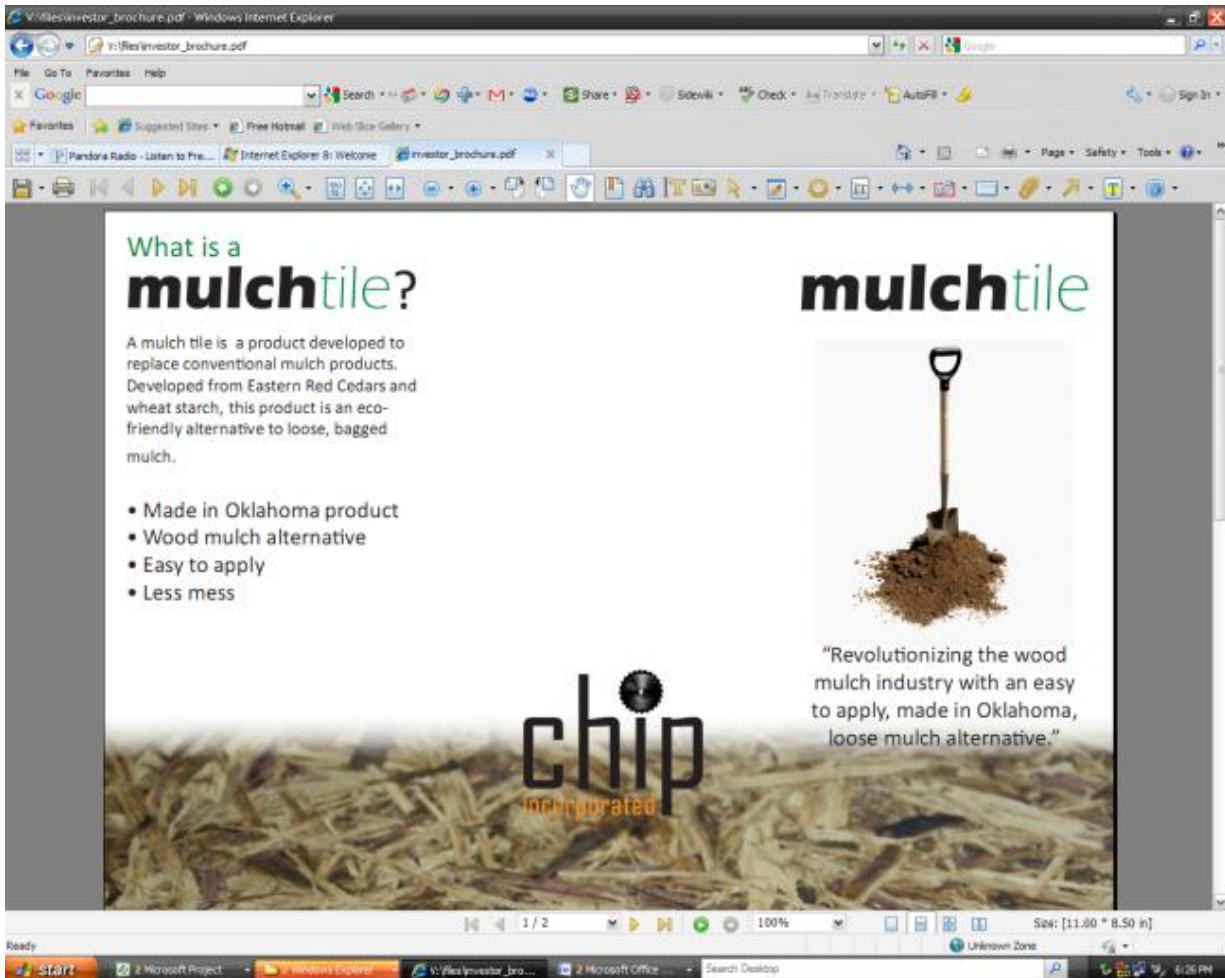 V:\files\investor_brochure.pdf - Windows Internet Explorer
V:\files\investor_brochure.pdf
Google
File Go To Favorites Help
Google Search Share Sidewiki Check Translate AutoFill Sign In
Favorites Suggested Sites Free Hotmail Web Slice Gallery
Pandora Radio - Listen to Fre... Internet Explorer 8: Welcome investor_brochure.pdf Page Safety Tools
What is a
mulchtile?
A mulch tile is a product developed to
replace conventional mulch products.
Developed from Eastern Red Cedars and
wheat starch, this product is an eco-
friendly alternative to loose, bagged
mulch.
• Made in Oklahoma product
• Wood mulch alternative
• Easy to apply
• Less mess
chip
incorporated
mulchtile
“Revolutionizing the wood
mulch industry with an easy
to apply, made in Oklahoma,
loose mulch alternative.”
1 / 2 100% Size: [11.00 * 8.50 in]
Ready Unknown Zone
start 2 Microsoft Project 2 Windows Explorer V:\files\investor_bro... 2 Microsoft Office ... Search Desktop 6:26 PM